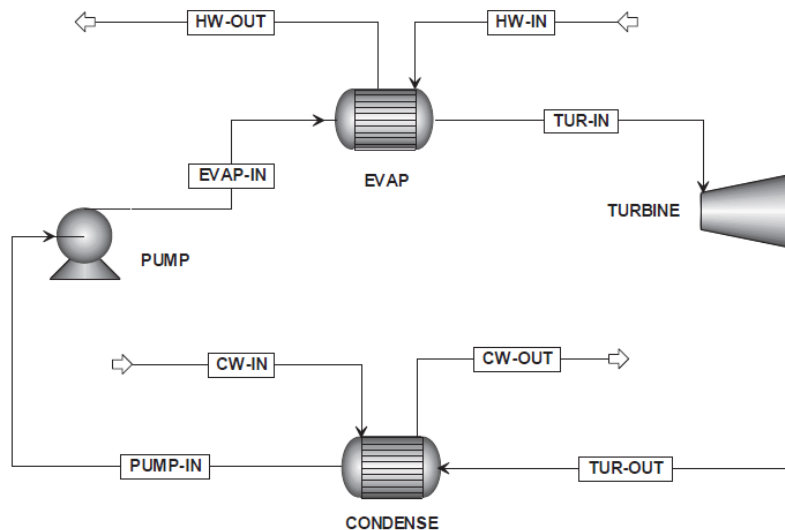 HW-OUT
HW-IN
TUR-IN
EVAP
EVAP-IN
TURBINE
PUMP
CW-IN
CW-OUT
PUMP-IN
TUR-OUT
CONDENSE